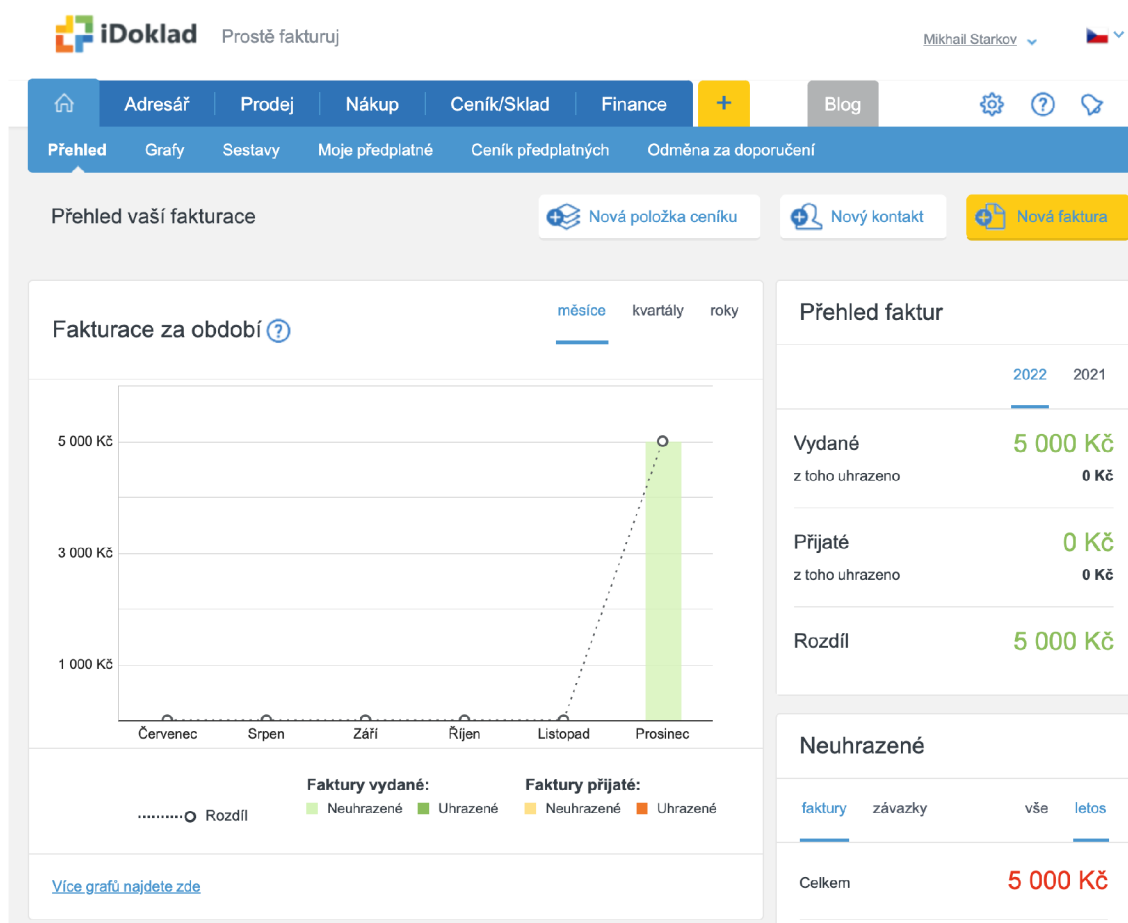 iDoklad Prostě fakturuj
Mikhail Starkov
Adresář Prodej Nákup Ceník/Sklad Finance + Blog
Přehled Grafy Sestavy Moje předplatné Ceník předplatných Odměna za doporučení
Přehled vaší fakturace
Nová položka ceníku
Nový kontakt
Nová faktura
Fakturace za období ?
měsíce kvartály roky
5 000 Kč
3 000 Kč
1 000 Kč
Červenec Srpen Září Říjen Listopad Prosinec
Rozdíl
Faktury vydané:
Neuhrazené Uhrazené
Faktury přijaté:
Neuhrazené Uhrazené
Více grafů najdete zde
Přehled faktur
2022 2021
Vydané 5 000 Kč
z toho uhrazeno 0 Kč
Přijaté 0 Kč
z toho uhrazeno 0 Kč
Rozdíl 5 000 Kč
Neuhrazené
faktury závazky vše letos
Celkem 5 000 Kč